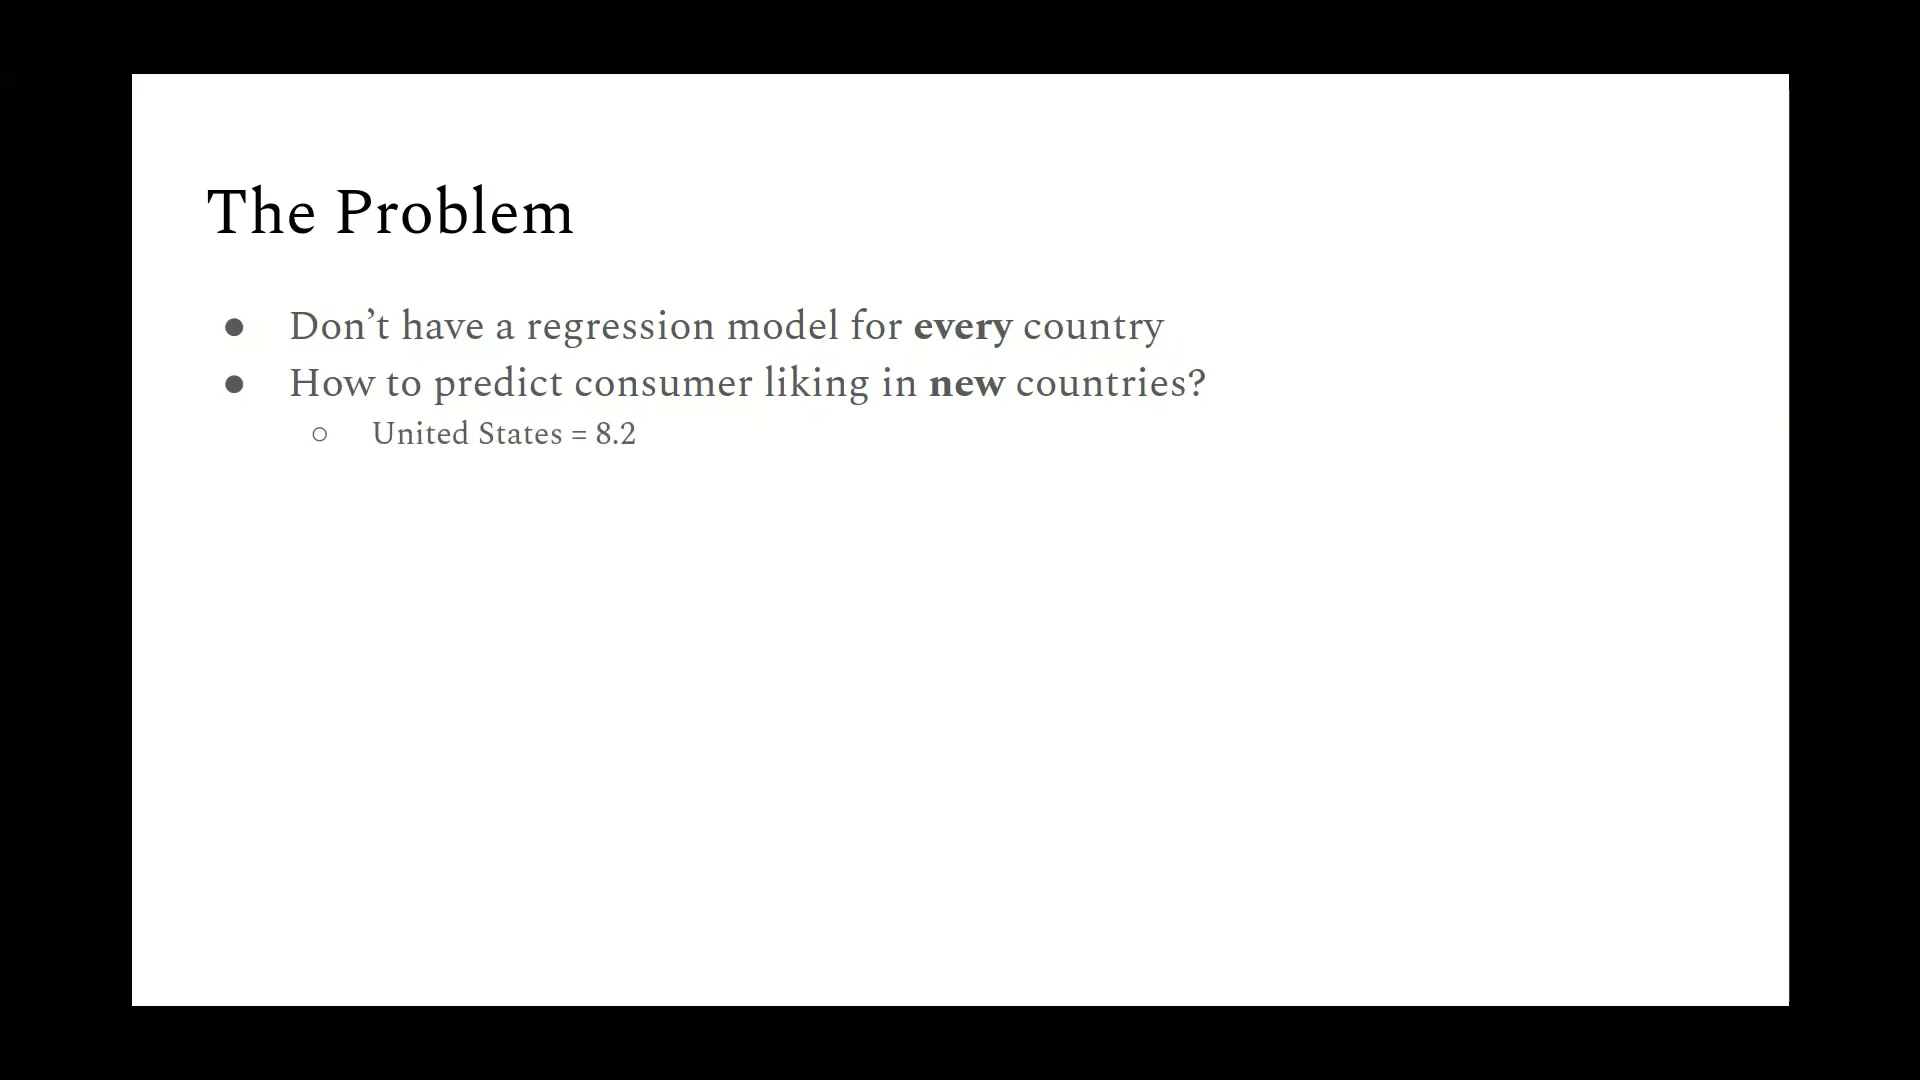 The Problem
● Don’t have a regression model for every country
● How to predict consumer liking in new countries?
○ United States = 8.2